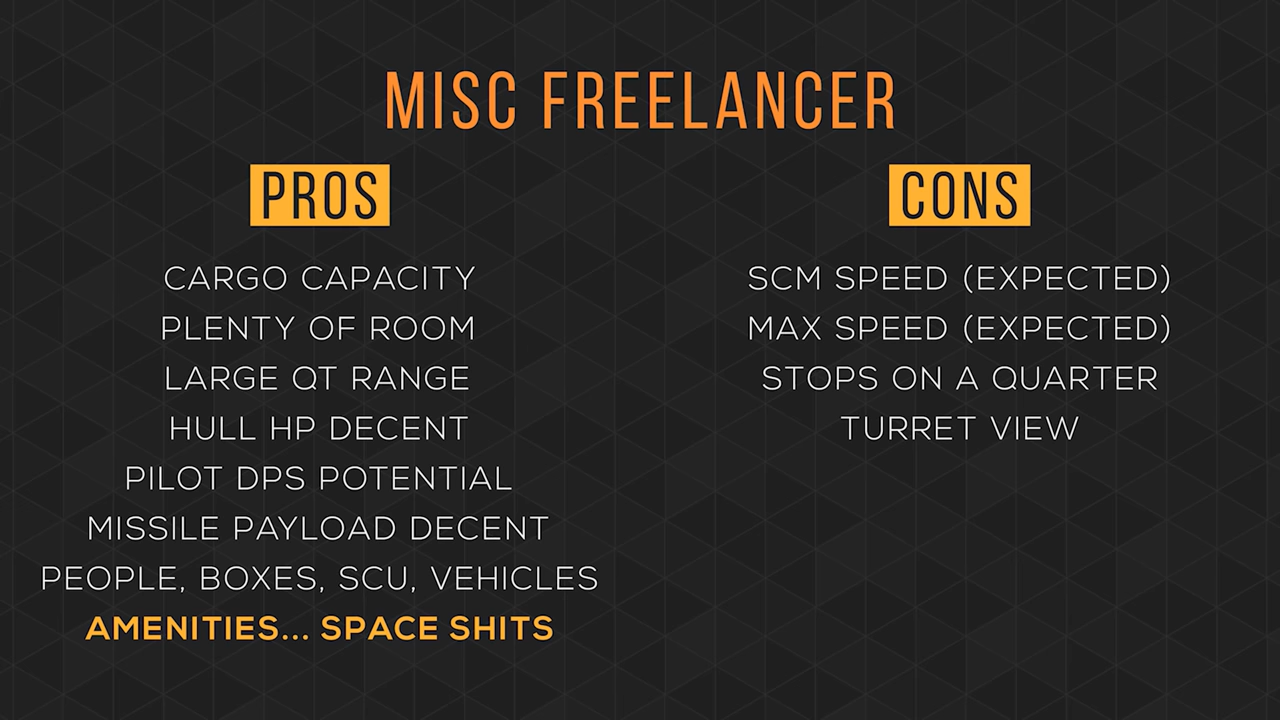 MISC FREELANCER
PROS
CARGO CAPACITY
PLENTY OF ROOM
LARGE QT RANGE
HULL HP DECENT
PILOT DPS POTENTIAL
MISSILE PAYLOAD DECENT
PEOPLE, BOXES, SCU, VEHICLES
AMENITIES... SPACE SHITS
CONS
SCM SPEED (EXPECTED)
MAX SPEED (EXPECTED)
STOPS ON A QUARTER
TURRET VIEW